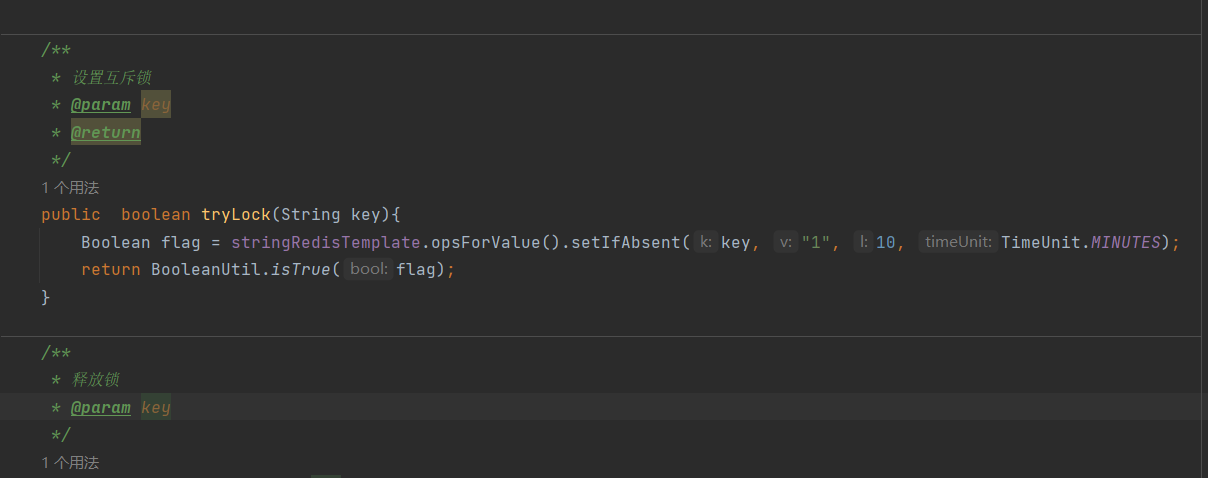 /**
* 设置互斥锁
* @param key
* @return
*/
1 个用法
public  boolean tryLock(String key){
Boolean flag = stringRedisTemplate.opsForValue().setIfAbsent( k: key, v: "1", l: 10, timeUnit: TimeUnit.MINUTES);
return BooleanUtil.isTrue( bool: flag);
}
/**
* 释放锁
* @param key
*/
1 个用法